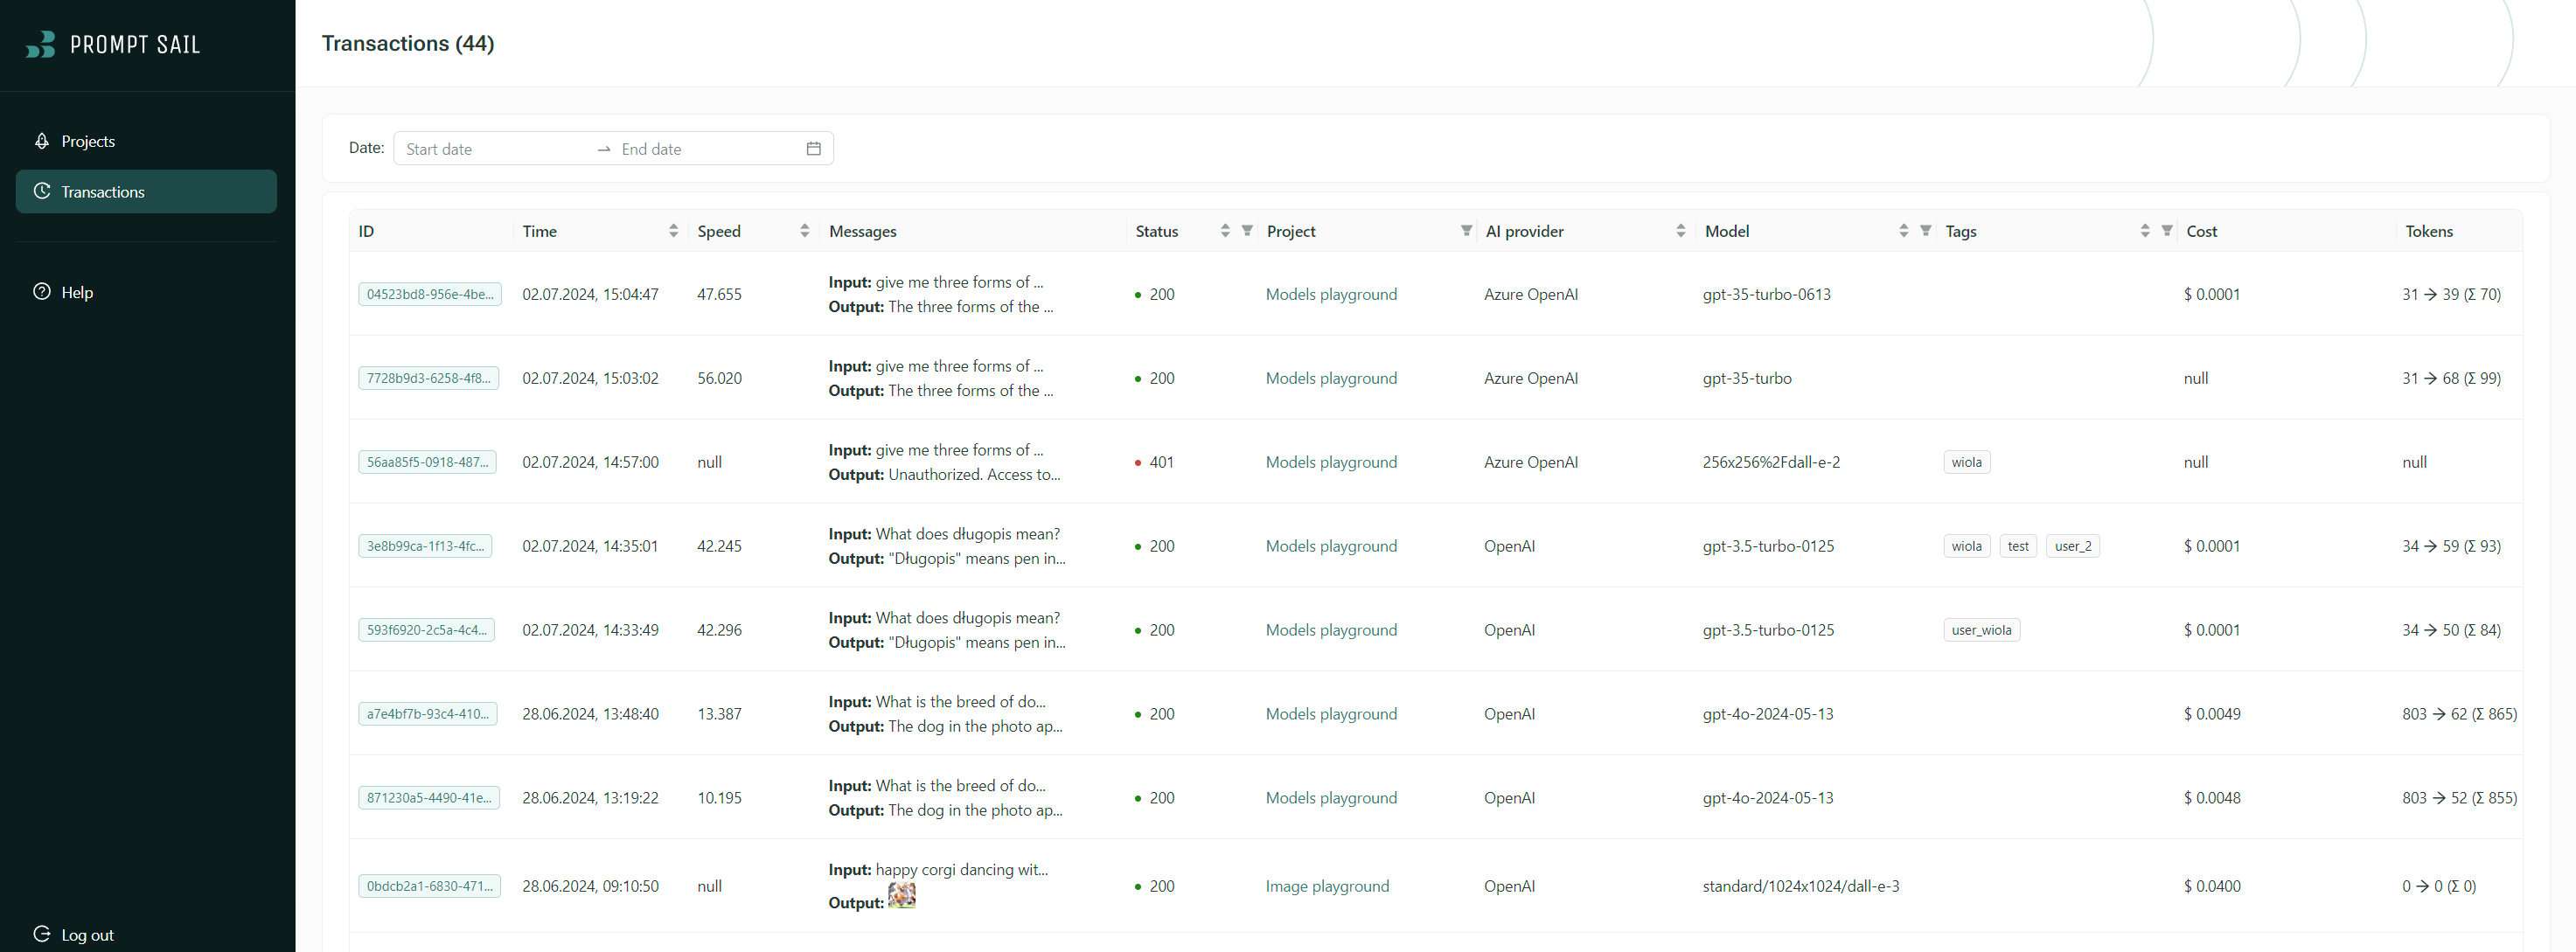 PROMPT SAIL
Projects
Transactions
Help
Log out
Transactions (44)
Date: Start date → End date
ID Time Speed Messages Status Project AI provider Model Tags Cost Tokens
04523bd8-956e-4be... 02.07.2024, 15:04:47 47.655 Input: give me three forms of ... 200 Models playground Azure OpenAI gpt-35-turbo-0613 $ 0.0001 31 → 39 (Σ 70)
Output: The three forms of the ...
7728b9d3-6258-4f8... 02.07.2024, 15:03:02 56.020 Input: give me three forms of ... 200 Models playground Azure OpenAI gpt-35-turbo null 31 → 68 (Σ 99)
Output: The three forms of the ...
56aa85f5-0918-487... 02.07.2024, 14:57:00 null Input: give me three forms of ... 401 Models playground Azure OpenAI 256x256%2Fdall-e-2 wiola null null
Output: Unauthorized. Access to...
3e8b99ca-1f13-4fc... 02.07.2024, 14:35:01 42.245 Input: What does długopis mean? 200 Models playground OpenAI gpt-3.5-turbo-0125 wiola test user_2 $ 0.0001 34 → 59 (Σ 93)
Output: "Długopis" means pen in...
593f6920-2c5a-4c4... 02.07.2024, 14:33:49 42.296 Input: What does długopis mean? 200 Models playground OpenAI gpt-3.5-turbo-0125 user_wiola $ 0.0001 34 → 50 (Σ 84)
Output: "Długopis" means pen in...
a7e4bf7b-93c4-410... 28.06.2024, 13:48:40 13.387 Input: What is the breed of do... 200 Models playground OpenAI gpt-4o-2024-05-13 $ 0.0049 803 → 62 (Σ 865)
Output: The dog in the photo ap...
871230a5-4490-41e... 28.06.2024, 13:19:22 10.195 Input: What is the breed of do... 200 Models playground OpenAI gpt-4o-2024-05-13 $ 0.0048 803 → 52 (Σ 855)
Output: The dog in the photo ap...
0bdcb2a1-6830-471... 28.06.2024, 09:10:50 null Input: happy corgi dancing wit... 200 Image playground OpenAI standard/1024x1024/dall-e-3 $ 0.0400 0 → 0 (Σ 0)
Output: